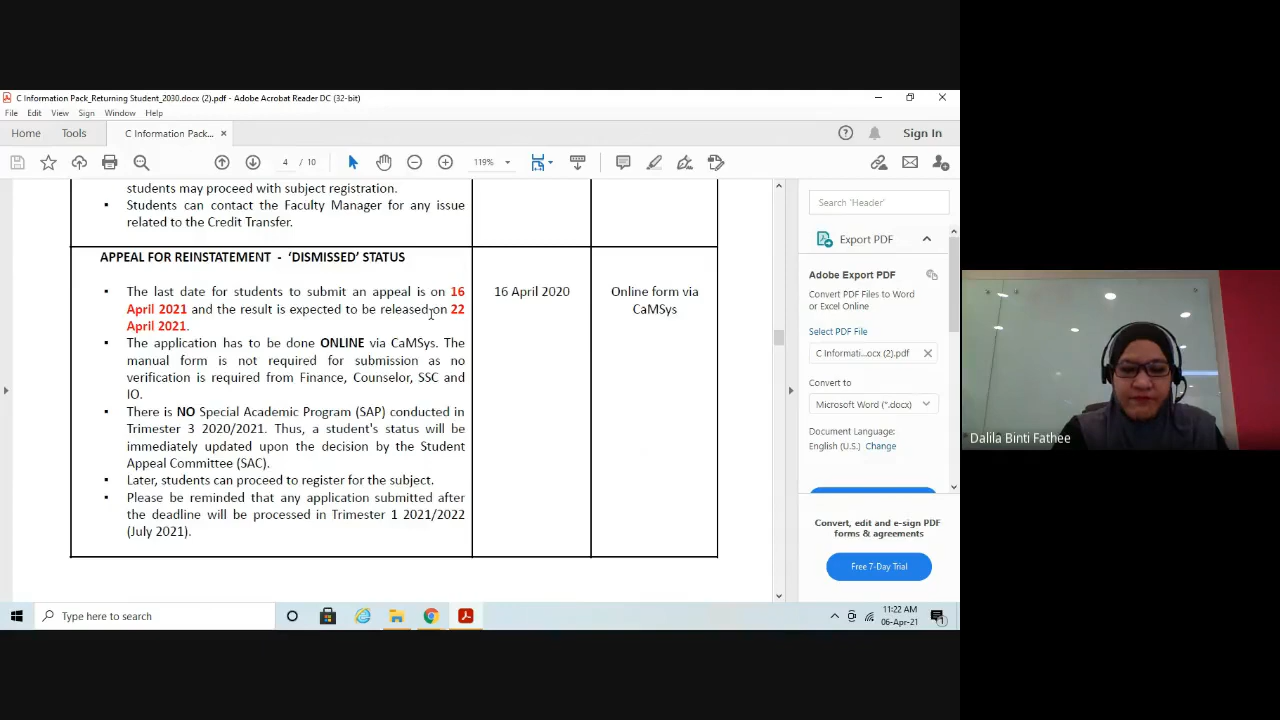 C Information Pack_Returning Student_2030.docx (2).pdf - Adobe Acrobat Reader DC (32-bit)
File Edit View Sign Window Help
Home Tools C Information Pack... × Sign In
4 / 10 119%
students may proceed with subject registration.
▪ Students can contact the Faculty Manager for any issue
related to the Credit Transfer.
APPEAL FOR REINSTATEMENT - ‘DISMISSED’ STATUS
▪ The last date for students to submit an appeal is on 16
April 2021 and the result is expected to be released on 22
April 2021.
▪ The application has to be done ONLINE via CaMSys. The
manual form is not required for submission as no
verification is required from Finance, Counselor, SSC and
IO.
▪ There is NO Special Academic Program (SAP) conducted in
Trimester 3 2020/2021. Thus, a student's status will be
immediately updated upon the decision by the Student
Appeal Committee (SAC).
▪ Later, students can proceed to register for the subject.
▪ Please be reminded that any application submitted after
the deadline will be processed in Trimester 1 2021/2022
(July 2021).
16 April 2020
Online form via
CaMSys
Search 'Header'
Export PDF
Adobe Export PDF
Convert PDF Files to Word
or Excel Online
Select PDF File
C Informati...ocx (2).pdf ×
Convert to
Microsoft Word (*.docx)
Document Language:
English (U.S.) Change
Convert, edit and e-sign PDF
forms & agreements
Free 7-Day Trial
Type here to search
11:22 AM
06-Apr-21
1
Dalila Binti Fathee